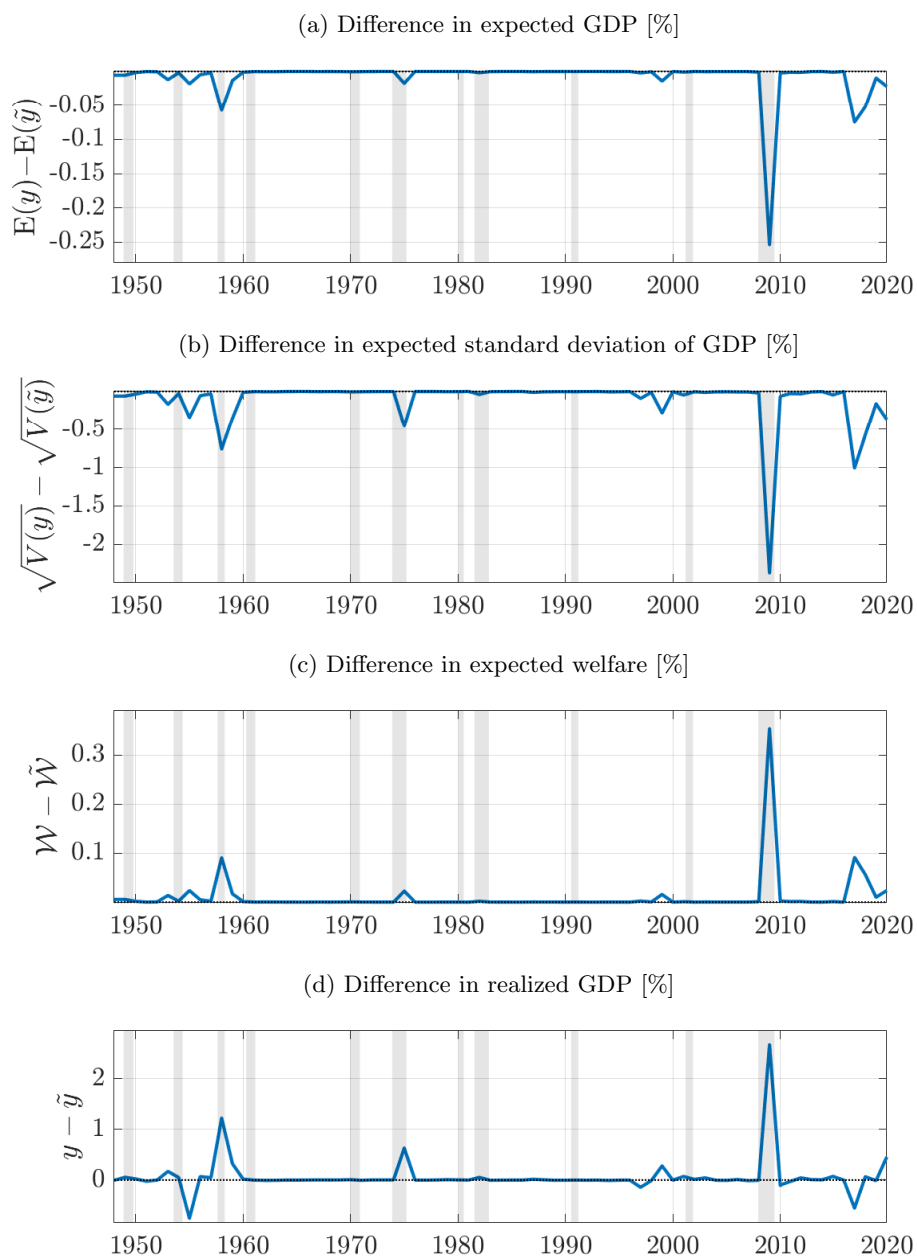 (a) Difference in expected GDP [%]
E(y)−E(ỹ)
-0.05
-0.1
-0.15
-0.2
-0.25
1950 1960 1970 1980 1990 2000 2010 2020
(b) Difference in expected standard deviation of GDP [%]
√V(y) − √V(ỹ)
-0.5
-1
-1.5
-2
1950 1960 1970 1980 1990 2000 2010 2020
(c) Difference in expected welfare [%]
𝒲 − 𝒲̃
0.3
0.2
0.1
1950 1960 1970 1980 1990 2000 2010 2020
(d) Difference in realized GDP [%]
y − ỹ
2
1
0
1950 1960 1970 1980 1990 2000 2010 2020